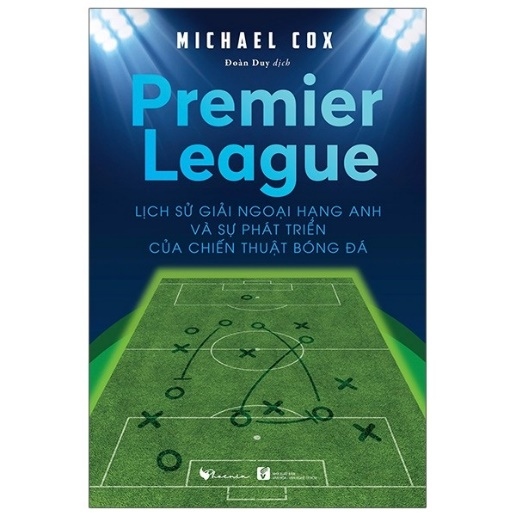 MICHAEL COX
Đoàn Duy dịch
Premier
League
LỊCH SỬ GIẢI NGOẠI HẠNG ANH
VÀ SỰ PHÁT TRIỂN
CỦA CHIẾN THUẬT BÓNG ĐÁ
Phoenix